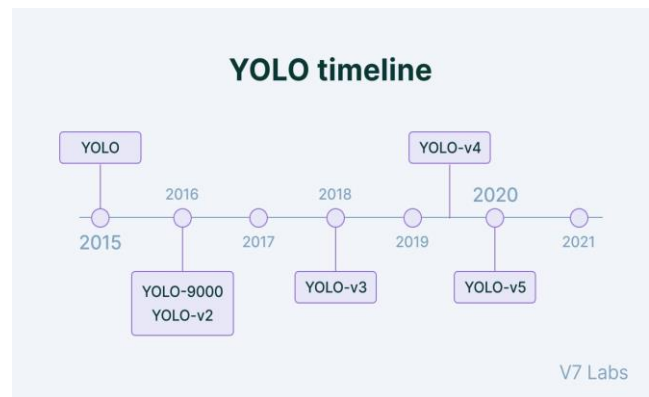 YOLO timeline
YOLO
YOLO-v4
2016
2018
2020
2015
2017
2019
2021
YOLO-9000
YOLO-v2
YOLO-v3
YOLO-v5
V7 Labs